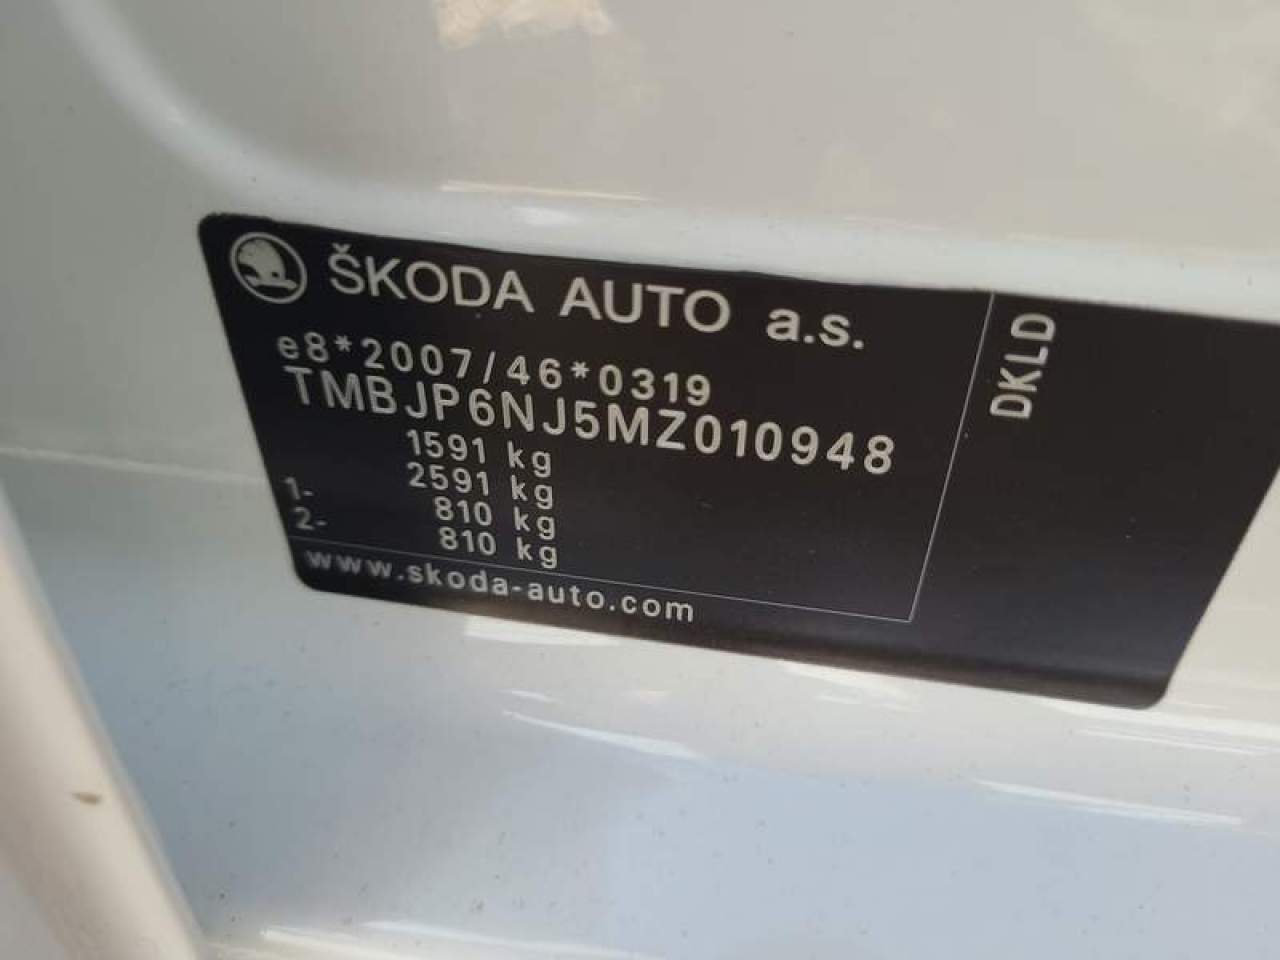 ŠKODA AUTO a.s.
e8*2007/46*0319
TMBJP6NJ5MZ010948
1591 kg
2591 kg
1- 810 kg
2- 810 kg
www.skoda-auto.com
DKLD